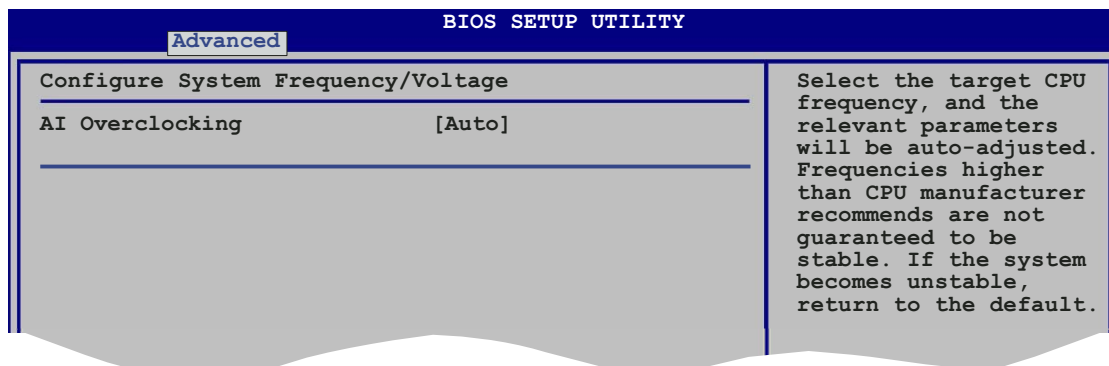 BIOS SETUP UTILITY
Advanced
Configure System Frequency/Voltage
AI Overclocking [Auto]
Select the target CPU
frequency, and the
relevant parameters
will be auto-adjusted.
Frequencies higher
than CPU manufacturer
recommends are not
guaranteed to be
stable. If the system
becomes unstable,
return to the default.